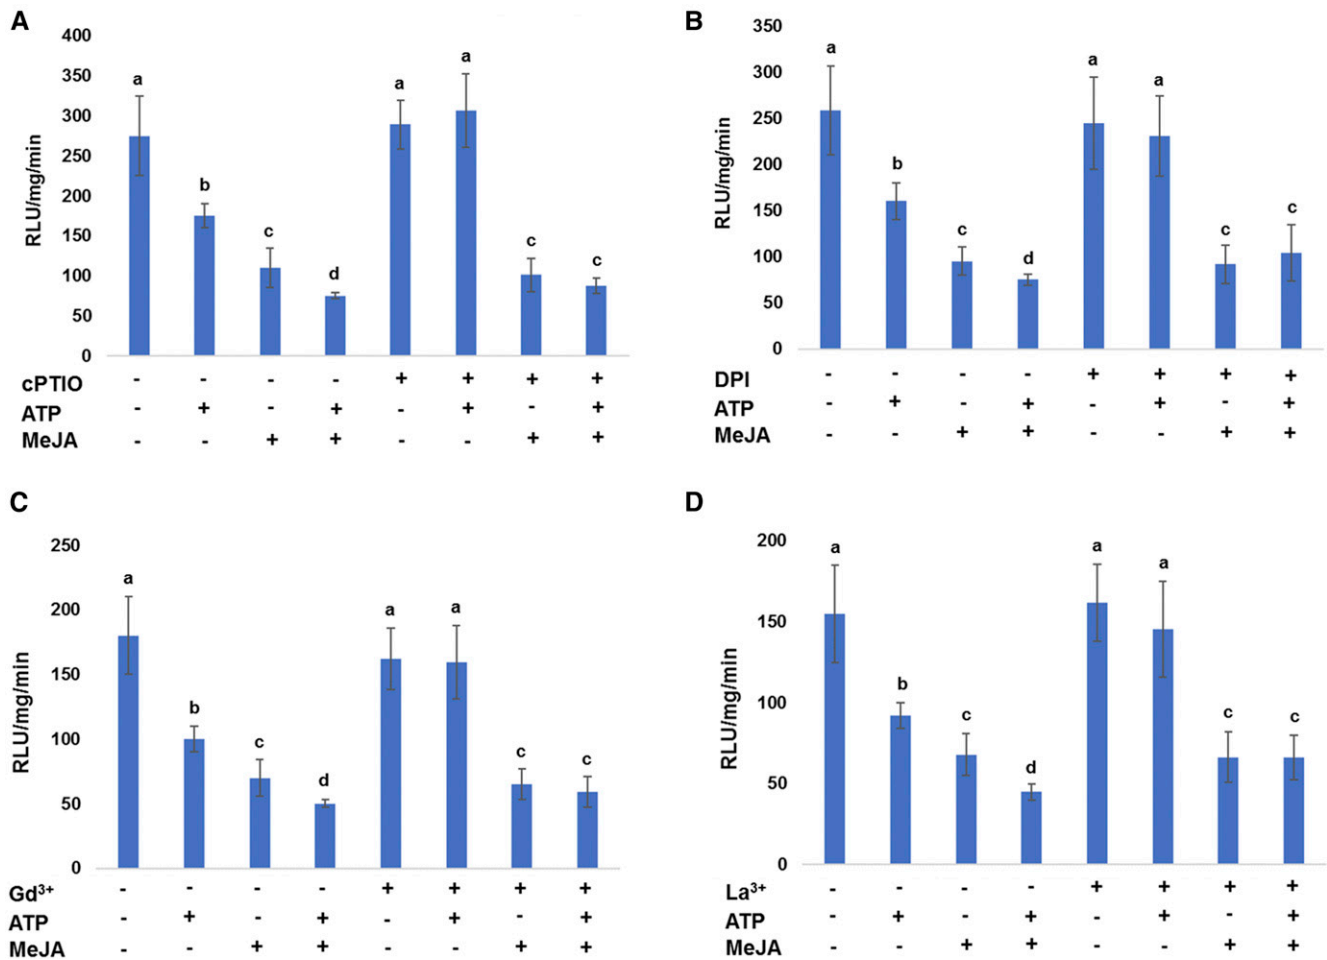 A
400
350
300
250
200
150
100
50
0
RLU/mg/min
a
b
c
d
a
a
c
c
cPTIO - - - - + + + +
ATP - + - + - + - +
MeJA - - + + - - + +
B
350
300
250
200
150
100
50
0
RLU/mg/min
a
b
c
d
a
a
c
c
DPI - - - - + + + +
ATP - + - + - + - +
MeJA - - + + - - + +
C
250
200
150
100
50
0
RLU/mg/min
a
b
c
d
a
a
c
c
Gd³⁺ - - - - + + + +
ATP - + - + - + - +
MeJA - - + + - - + +
D
200
150
100
50
0
RLU/mg/min
a
b
c
d
a
a
c
c
La³⁺ - - - - + + + +
ATP - + - + - + - +
MeJA - - + + - - + +